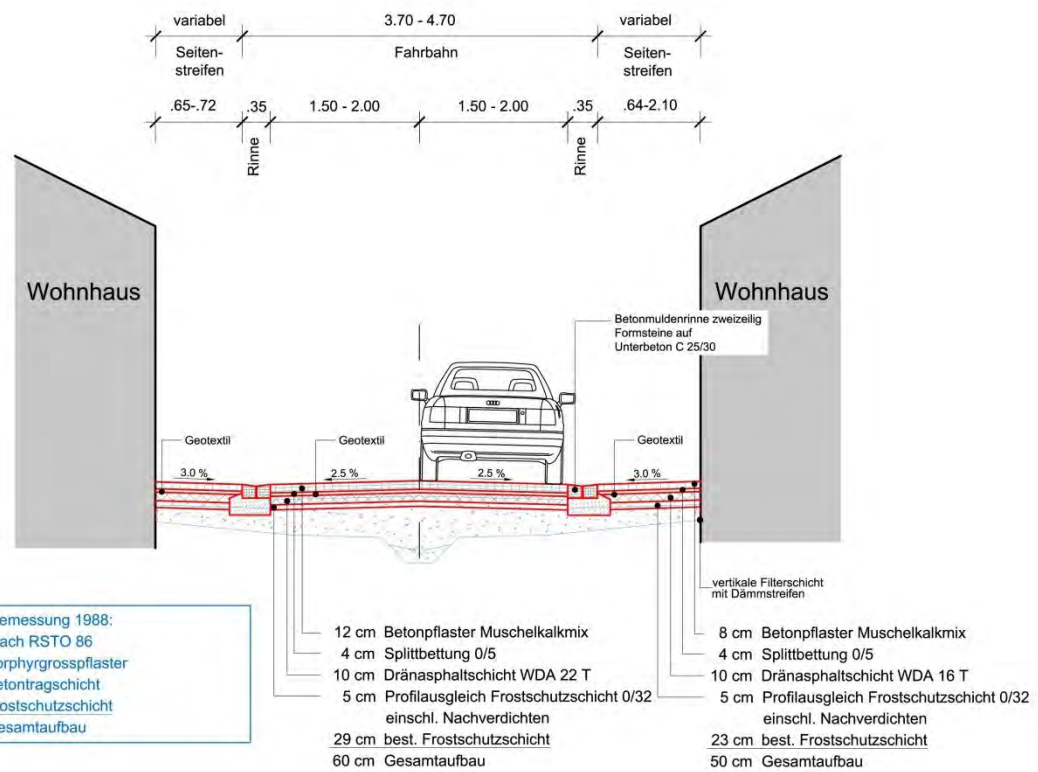 variabel 3.70 - 4.70 variabel
Seiten- Fahrbahn Seiten-
streifen streifen
.65-.72 .35 1.50 - 2.00 1.50 - 2.00 .35 .64-2.10
Rinne Rinne
Wohnhaus Wohnhaus
Betonmuldenrinne zweizeilig
Formsteine auf
Unterbeton C 25/30
Geotextil Geotextil Geotextil
3.0 % 2.5 % 2.5 % 3.0 %
vertikale Filterschicht
mit Dämmstreifen
emessung 1988:
ach RSTO 86
orphyrgrosspflaster
etontragschicht
ostschutzschicht
esamtaufbau
12 cm Betonpflaster Muschelkalkmix
4 cm Splittbettung 0/5
10 cm Dränasphaltschicht WDA 22 T
5 cm Profilausgleich Frostschutzschicht 0/32
einschl. Nachverdichten
29 cm best. Frostschutzschicht
60 cm Gesamtaufbau
8 cm Betonpflaster Muschelkalkmix
4 cm Splittbettung 0/5
10 cm Dränasphaltschicht WDA 16 T
5 cm Profilausgleich Frostschutzschicht 0/32
einschl. Nachverdichten
23 cm best. Frostschutzschicht
50 cm Gesamtaufbau